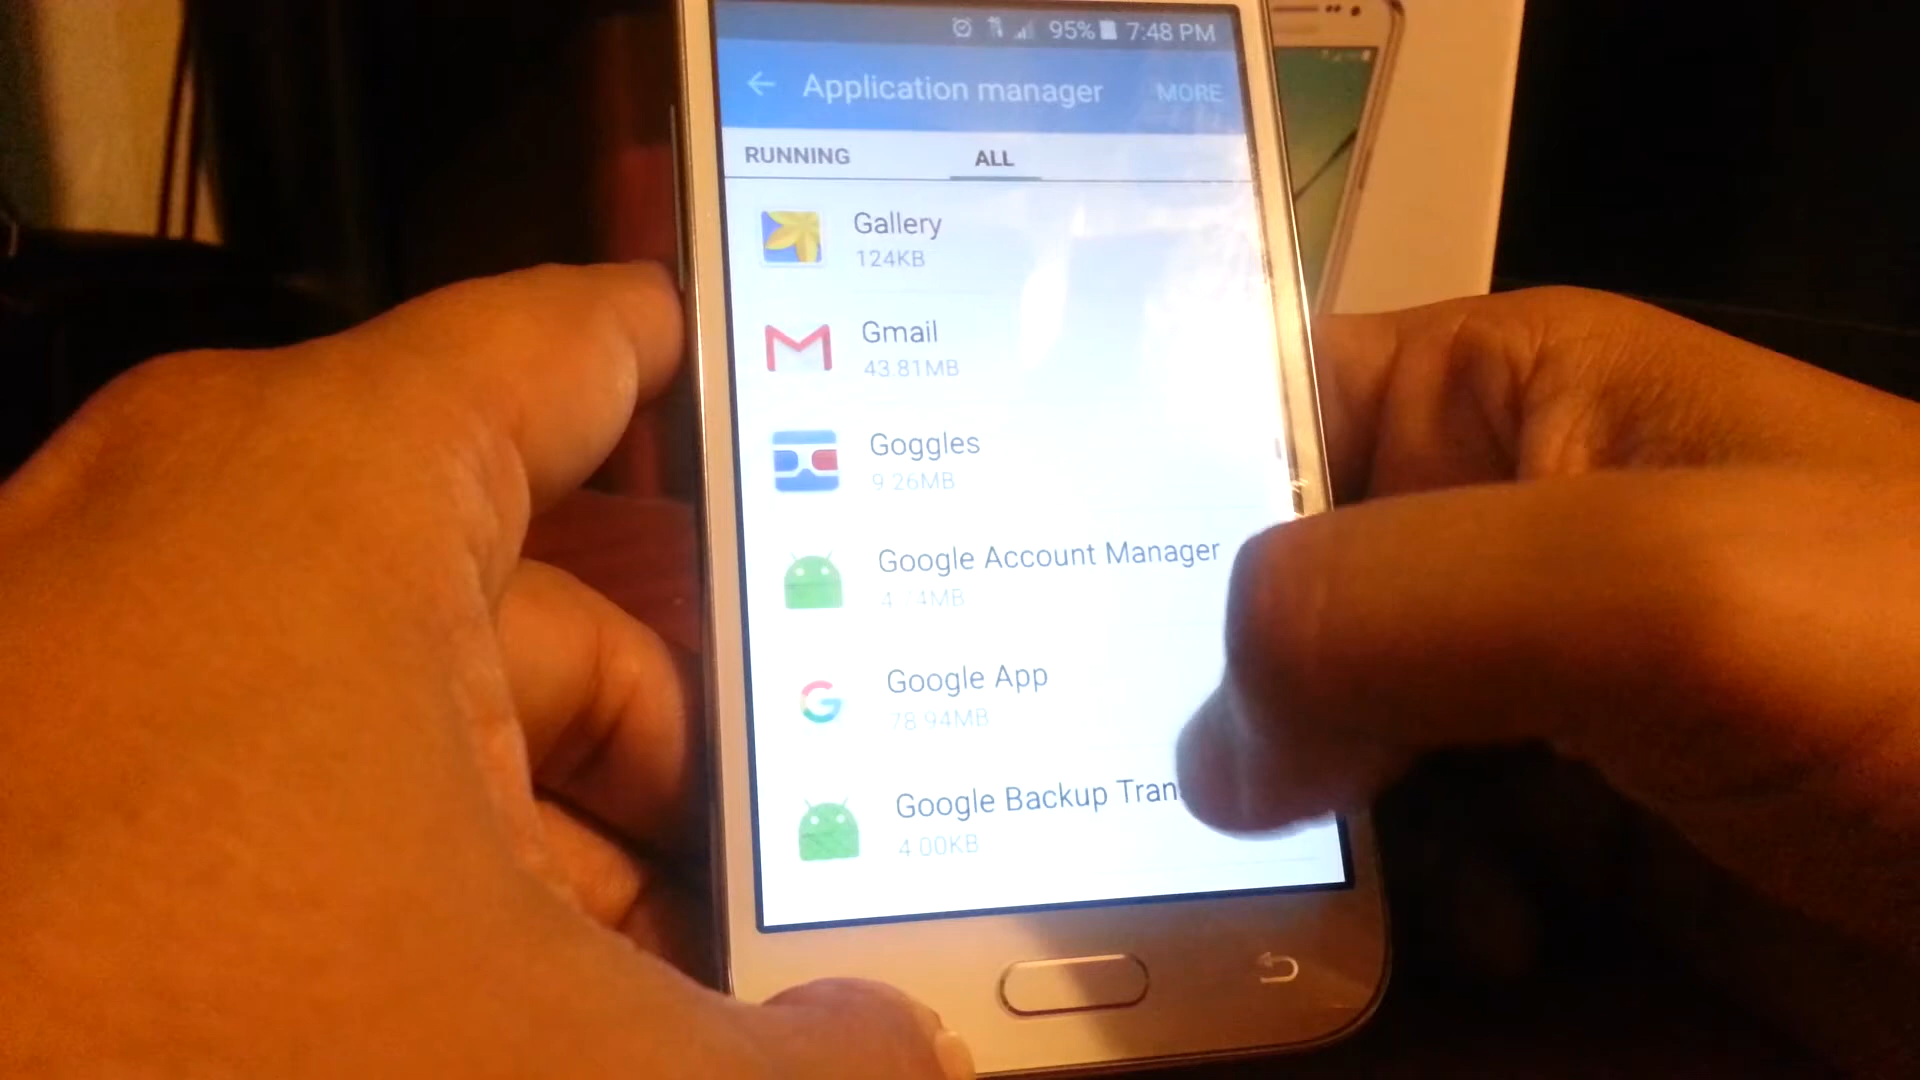 95% 7:48 PM
Application manager MORE
RUNNING ALL
Gallery
124KB
Gmail
43.81MB
Goggles
9.26MB
Google Account Manager
Google App
78.94MB
Google Backup Tran
4.00KB